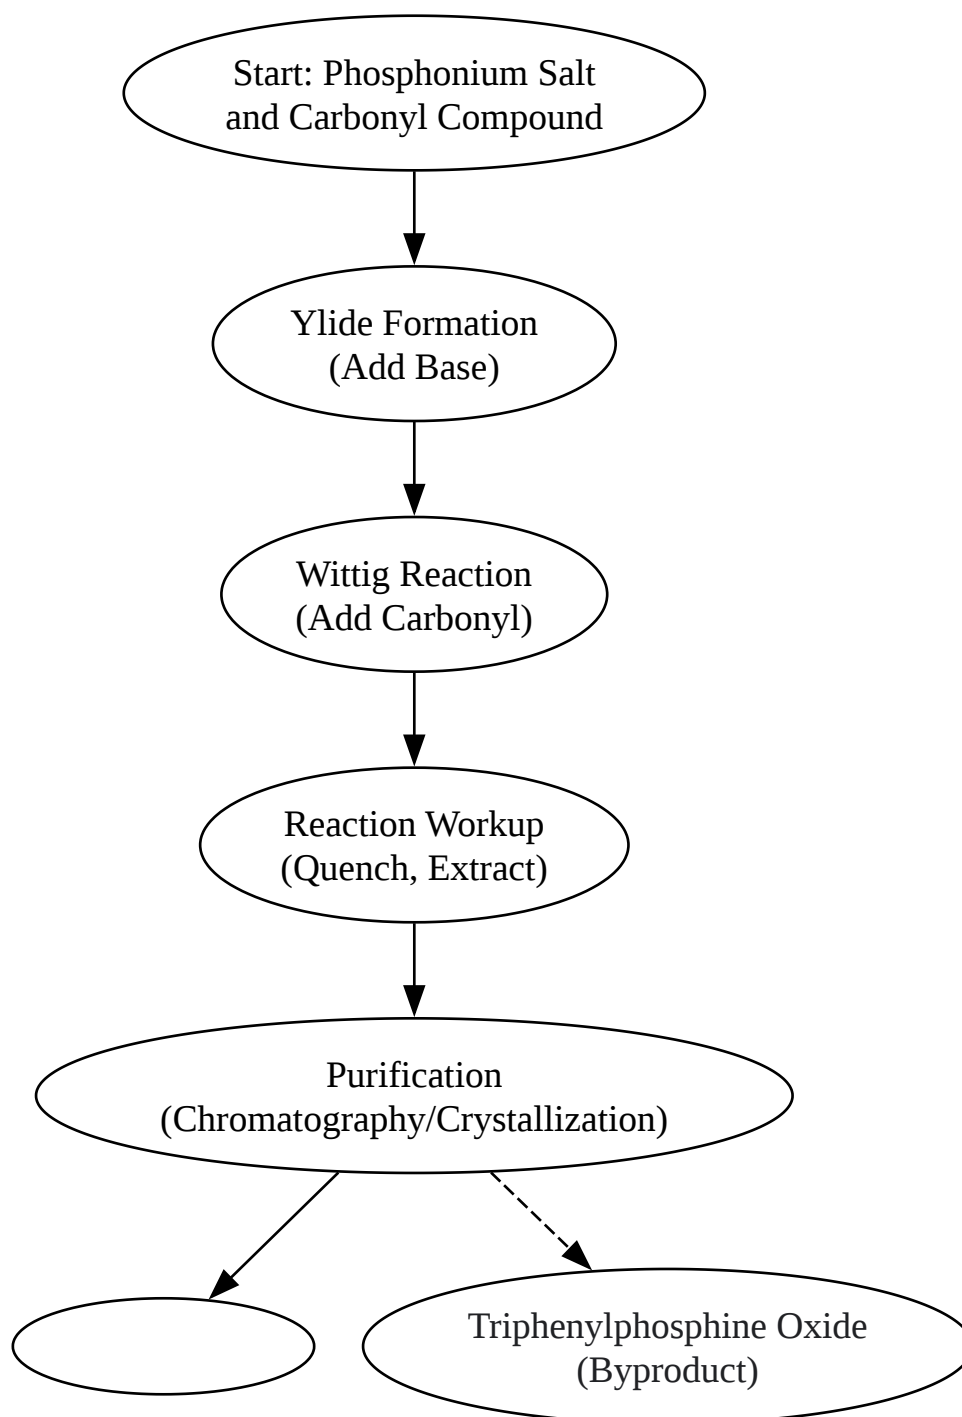 Start: Phosphonium Salt
and Carbonyl Compound
Ylide Formation
(Add Base)
Wittig Reaction
(Add Carbonyl)
Reaction Workup
(Quench, Extract)
Purification
(Chromatography/Crystallization)
Triphenylphosphine Oxide
(Byproduct)